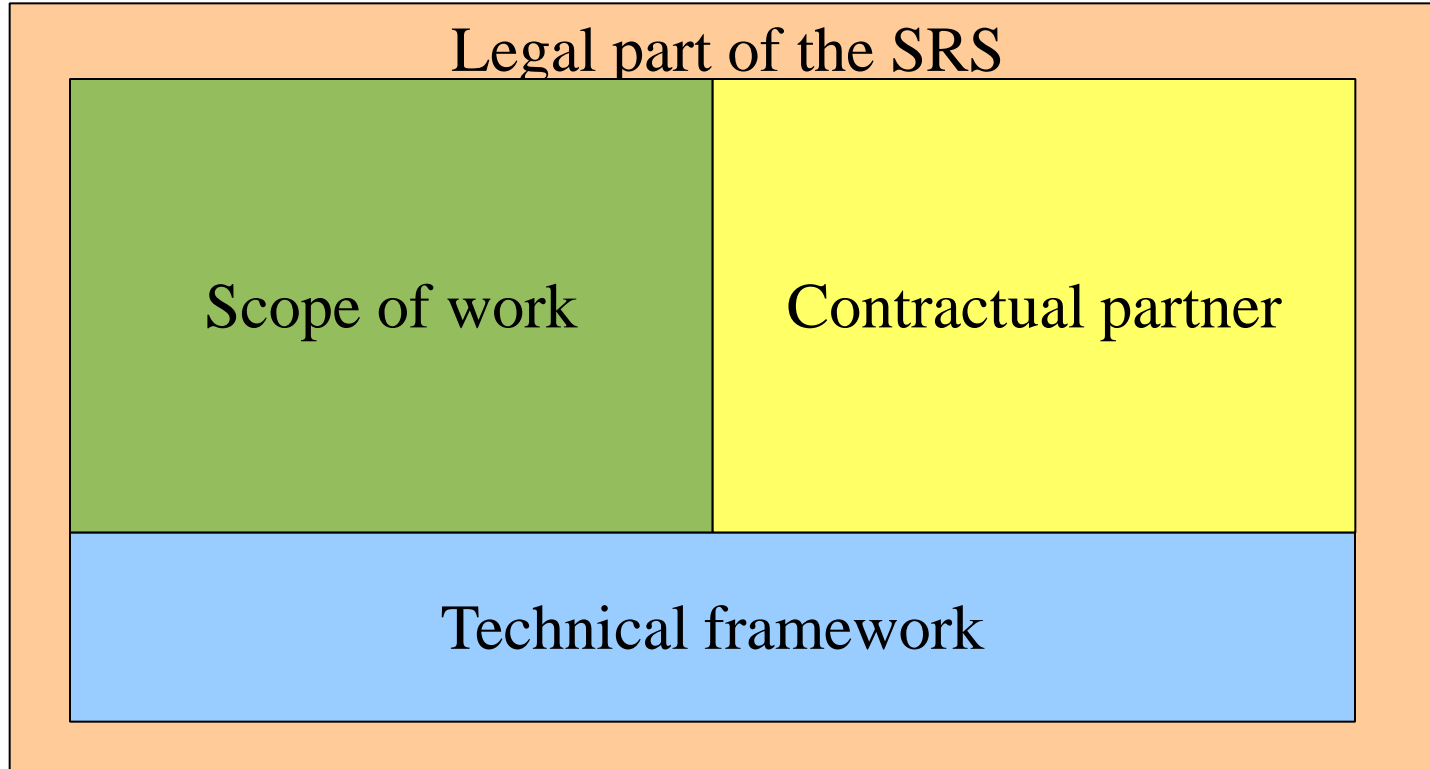 Legal part of the SRS
Scope of work
Contractual partner
Technical framework